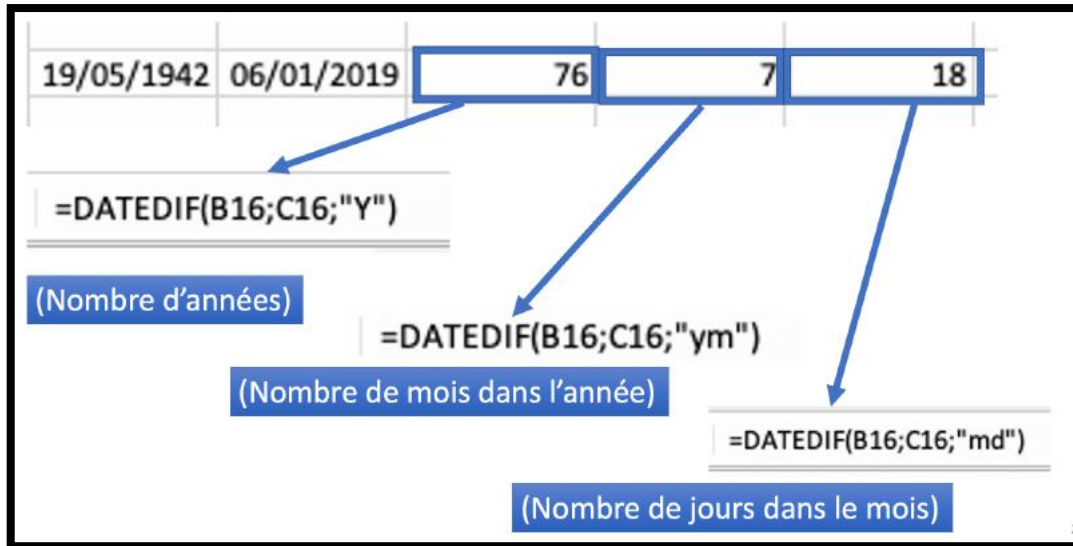 19/05/1942 06/01/2019 76 7 18
=DATEDIF(B16;C16;"Y")
(Nombre d’années)
=DATEDIF(B16;C16;"ym")
(Nombre de mois dans l’année)
=DATEDIF(B16;C16;"md")
(Nombre de jours dans le mois)